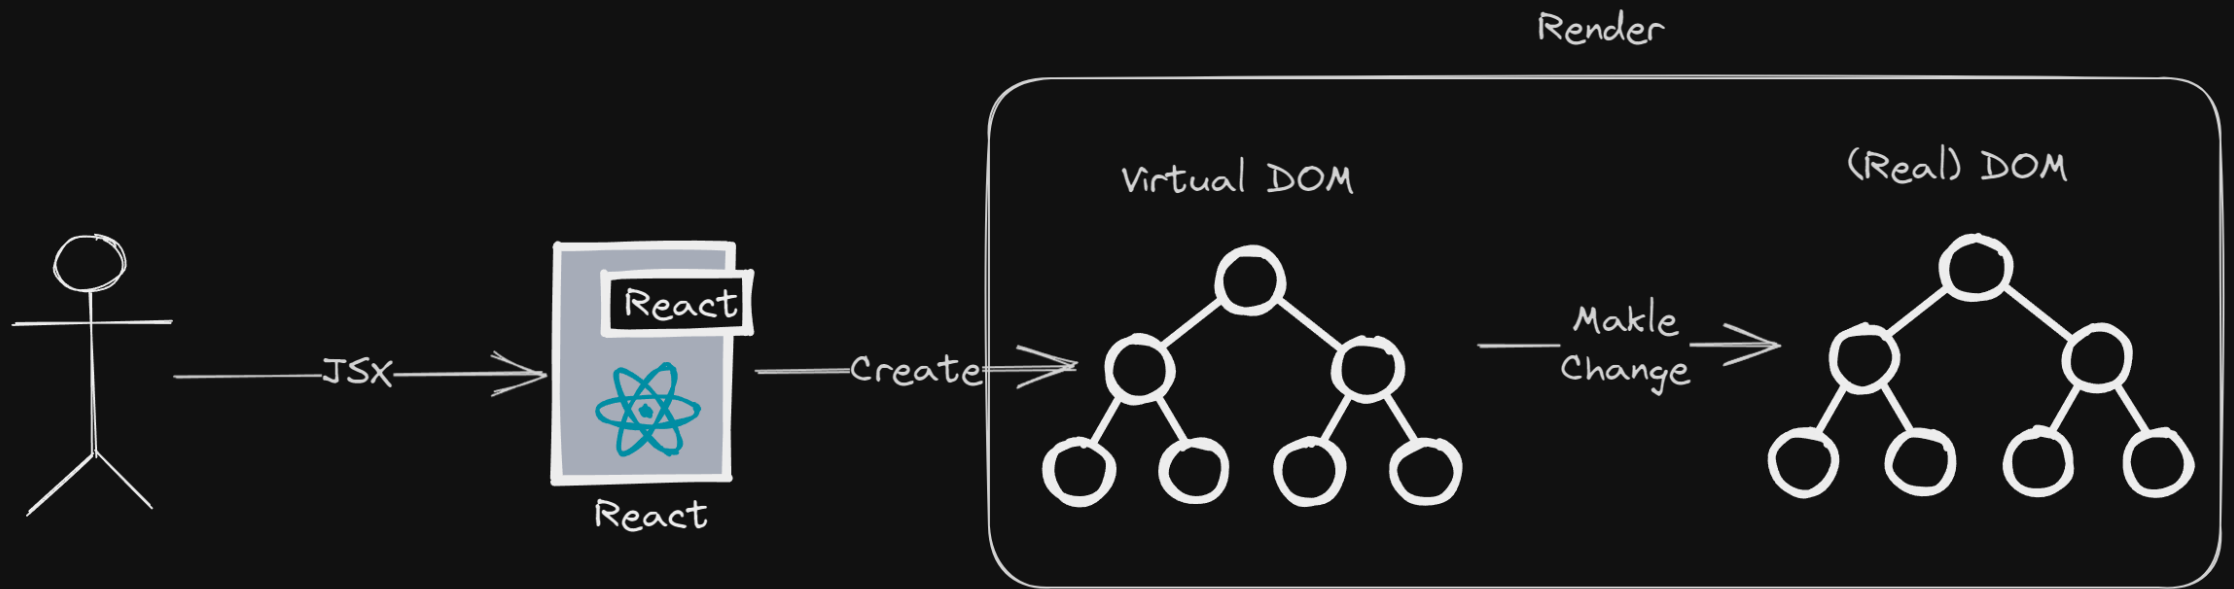 Render
Virtual DOM
(Real) DOM
React
JSX
Create
Makle
Change
React